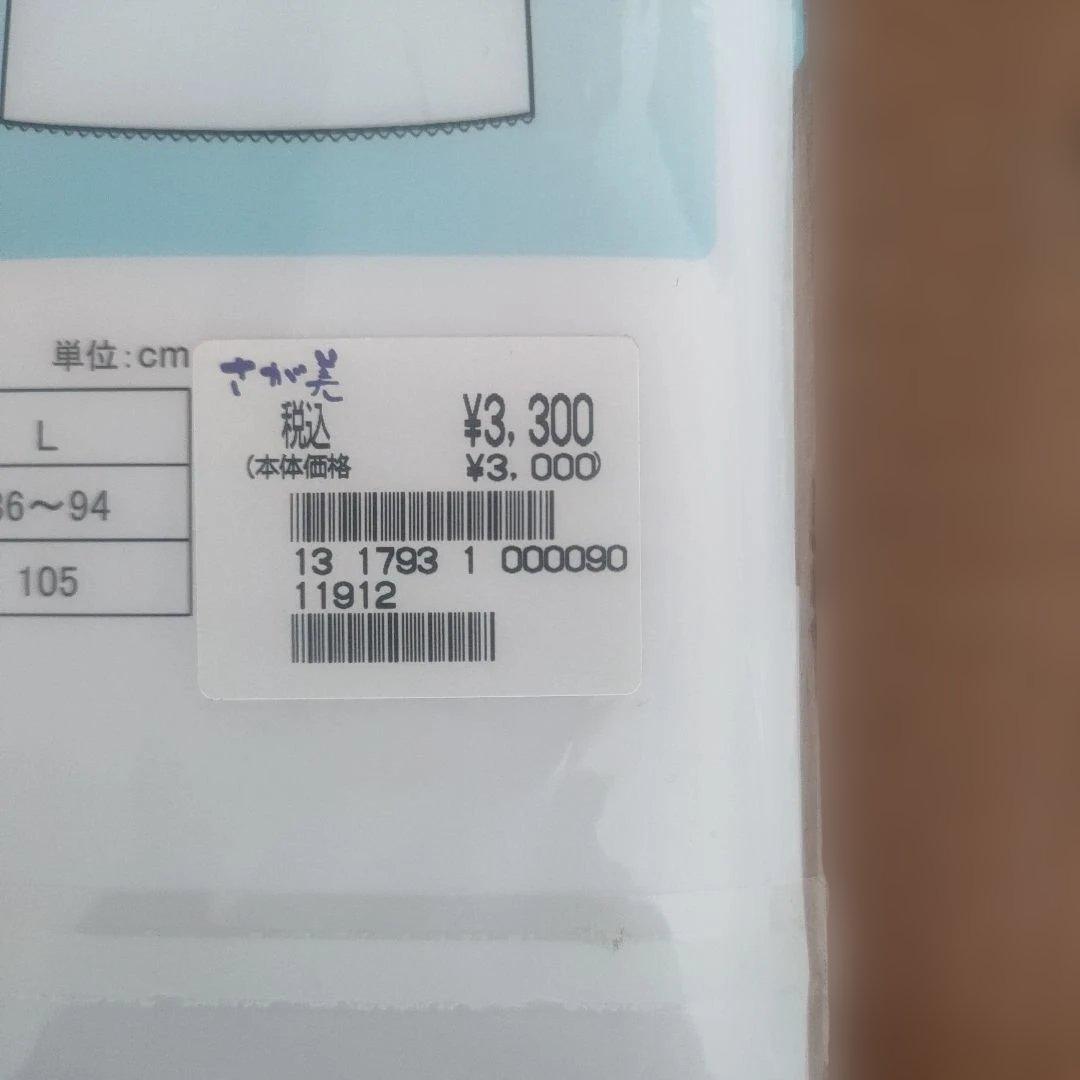 単位:cm
L
86～94
105
さが美
税込 ¥3,300
(本体価格 ¥3,000)
13 1793 1 000090
11912